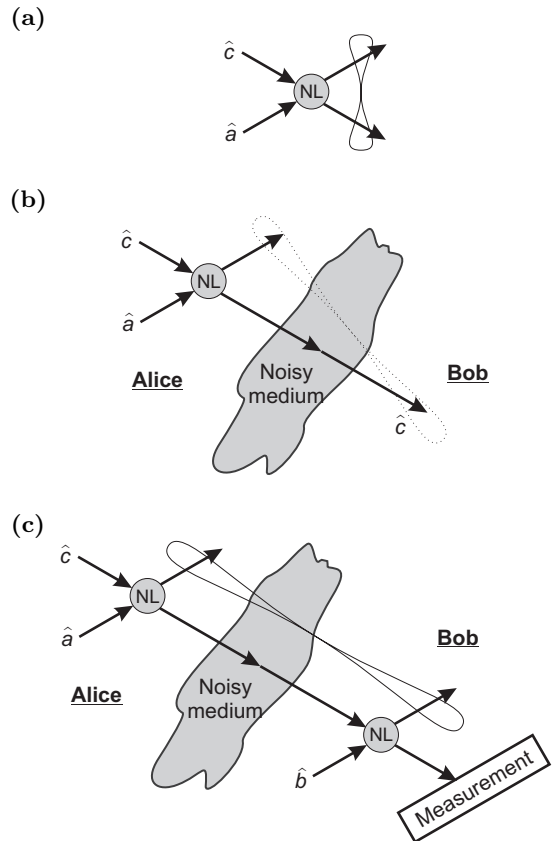 (a)
ĉ
NL
â
(b)
ĉ
NL
â
Alice
Noisy
medium
Bob
ĉ
(c)
ĉ
NL
â
Bob
Alice
Noisy
medium
NL
b̂
Measurement